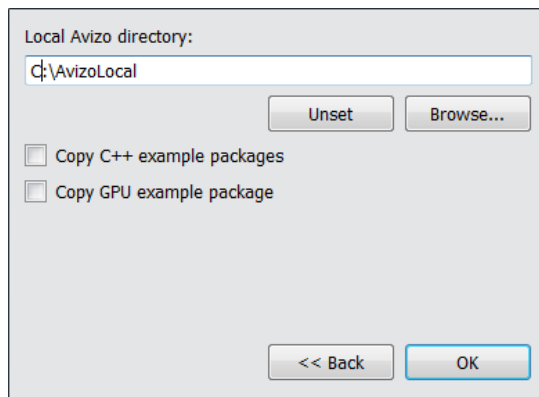 Local Avizo directory:
C:\AvizoLocal
Unset Browse...
Copy C++ example packages
Copy GPU example package
<< Back OK